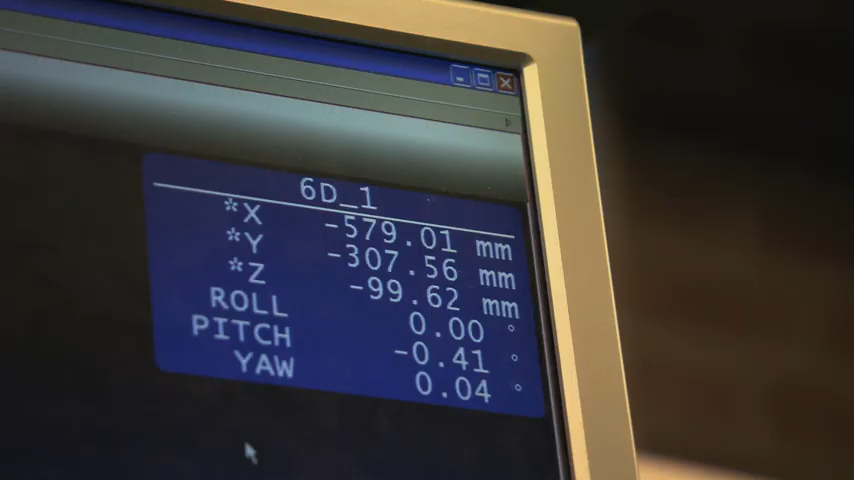 6D_1
*X -579.01 mm
*Y -307.56 mm
*Z -99.62 mm
ROLL 0.00 °
PITCH -0.41 °
YAW 0.04 °